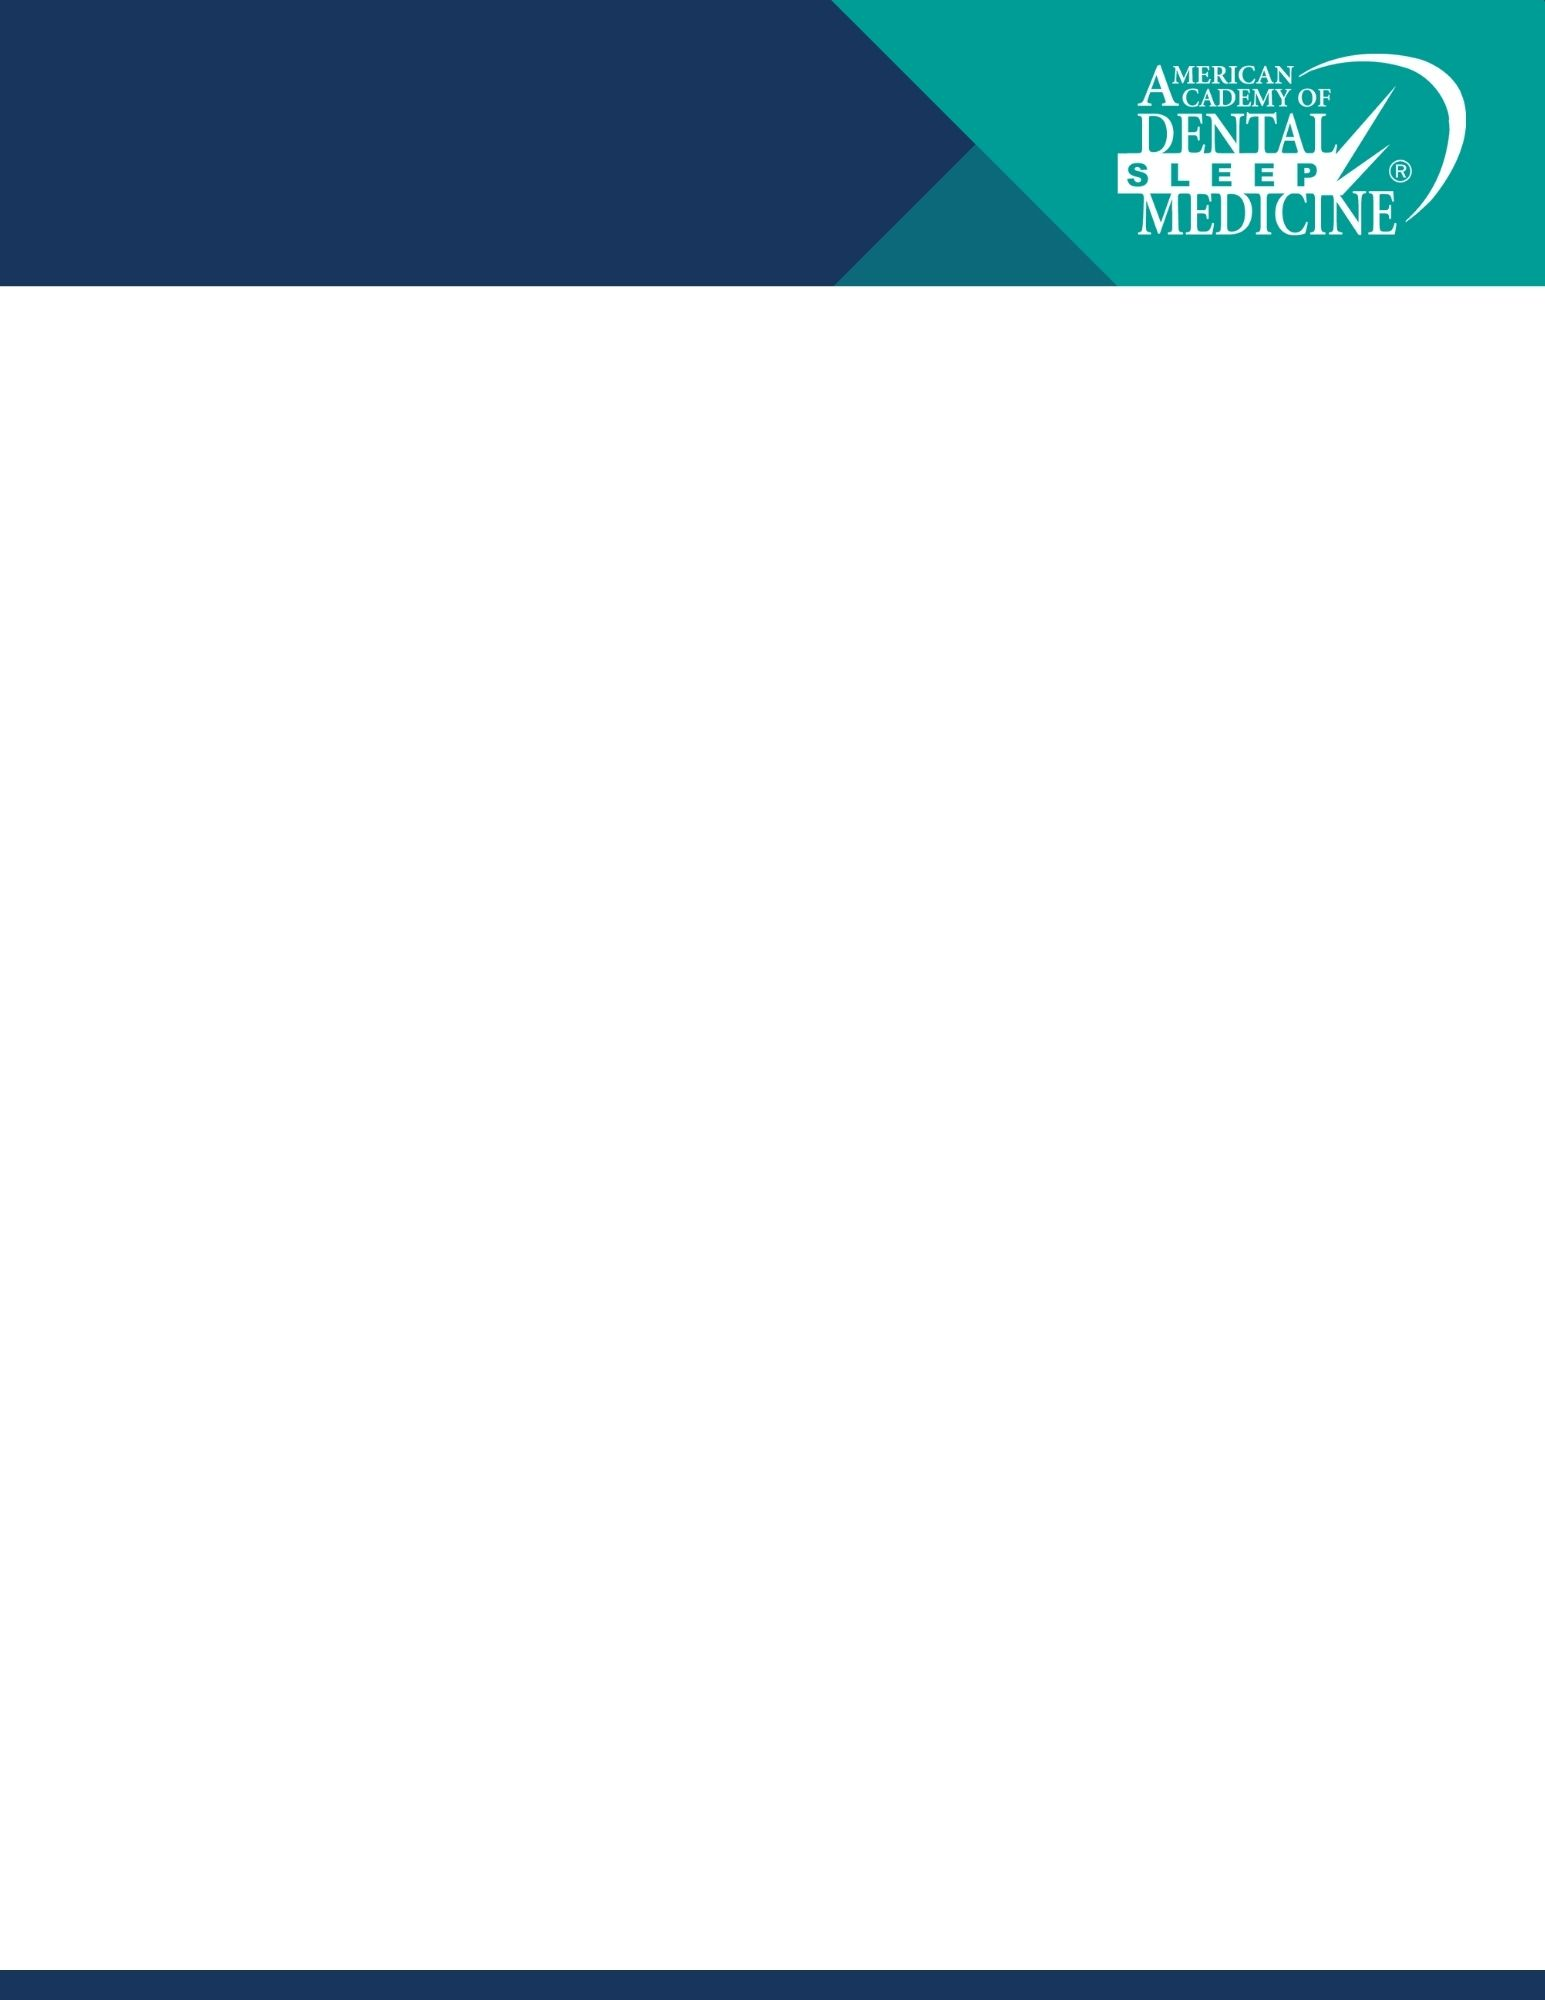 AMERICAN
ACADEMY OF
DENTAL
SLEEP ®
MEDICINE